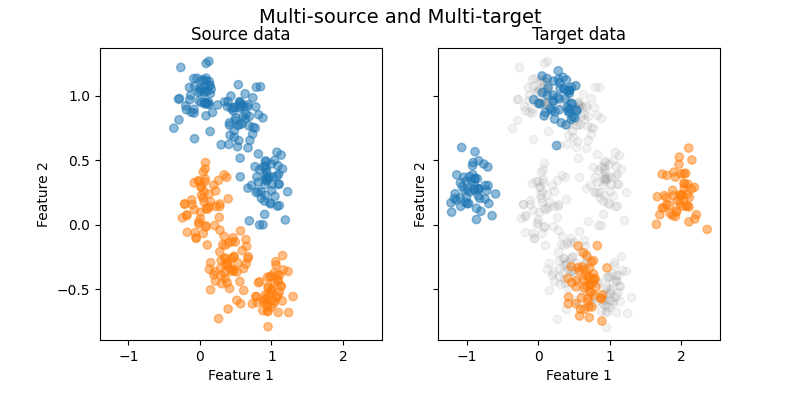 Multi-source and Multi-target
Source data
Target data
1.0
0.5
0.0
−0.5
Feature 2
−1
0
1
2
Feature 1
Feature 2
−1
0
1
2
Feature 1